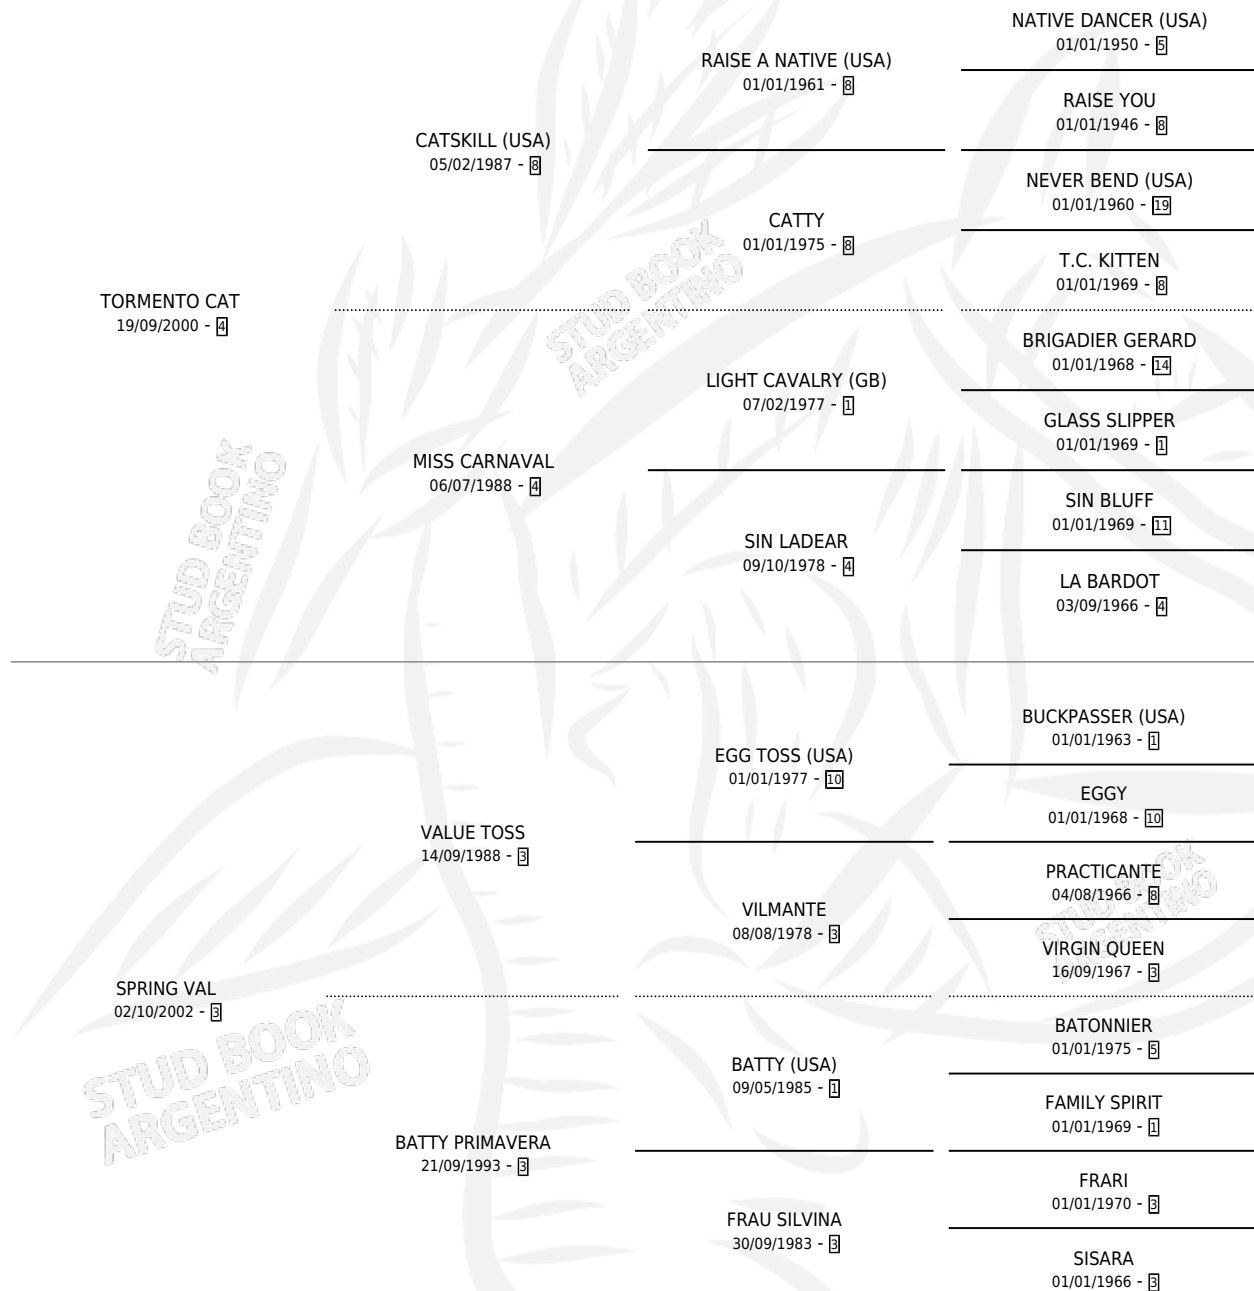 NATIVE DANCER (USA)
01/01/1950 - 5
RAISE A NATIVE (USA)
01/01/1961 - 8
RAISE YOU
01/01/1946 - 8
CATSKILL (USA)
05/02/1987 - 8
NEVER BEND (USA)
01/01/1960 - 19
CATTY
01/01/1975 - 8
T.C. KITTEN
01/01/1969 - 8
TORMENTO CAT
19/09/2000 - 4
BRIGADIER GERARD
01/01/1968 - 14
LIGHT CAVALRY (GB)
07/02/1977 - 1
GLASS SLIPPER
01/01/1969 - 1
MISS CARNAVAL
06/07/1988 - 4
SIN BLUFF
01/01/1969 - 11
SIN LADEAR
09/10/1978 - 4
LA BARDOT
03/09/1966 - 4
STUD BOOK
ARGENTINO
STUD BOOK
ARGENTINO
BUCKPASSER (USA)
01/01/1963 - 1
EGG TOSS (USA)
01/01/1977 - 10
EGGY
01/01/1968 - 10
VALUE TOSS
14/09/1988 - 3
PRACTICANTE
04/08/1966 - 8
VILMANTE
08/08/1978 - 3
VIRGIN QUEEN
16/09/1967 - 3
SPRING VAL
02/10/2002 - 3
BATONNIER
01/01/1975 - 5
BATTY (USA)
09/05/1985 - 1
FAMILY SPIRIT
01/01/1969 - 1
BATTY PRIMAVERA
21/09/1993 - 3
FRARI
01/01/1970 - 3
FRAU SILVINA
30/09/1983 - 3
SISARA
01/01/1966 - 3
STUD BOOK
ARGENTINO
STUD BOOK
ARGENTINO